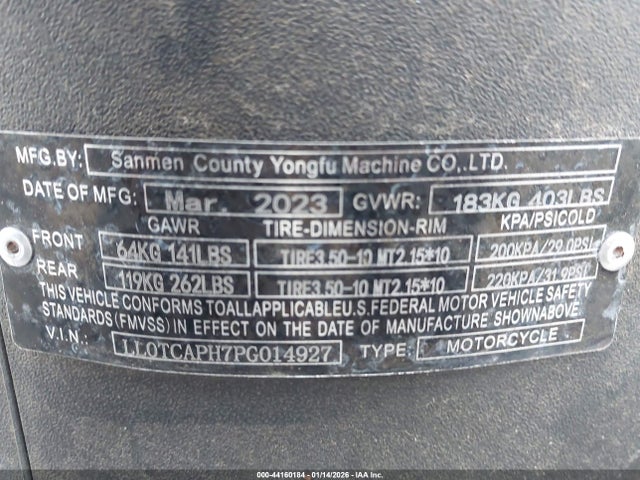 MFG.BY: Sanmen County Yongfu Machine CO,.LTD.
DATE OF MFG: Mar. 2023 GVWR: 183KG 403LBS
GAWR TIRE-DIMENSION-RIM KPA/PSICOLD
FRONT 64KG 141LBS TIRE3.50-10 MT2.15*10 200KPA/29.0PSI
REAR 119KG 262LBS TIRE3.50-10 MT2.15*10 220KPA/31.9PSI
THIS VEHICLE CONFORMS TOALLAPPLICABLEU.S.FEDERAL MOTOR VEHICLE SAFETY
STANDARDS (FMVSS) IN EFFECT ON THE DATE OF MANUFACTURE SHOWNABOVE
V.I.N.: LL0TCAPH7PG014927 TYPE: MOTORCYCLE
000-44160184 - 01/14/2026 - © IAA, Inc.